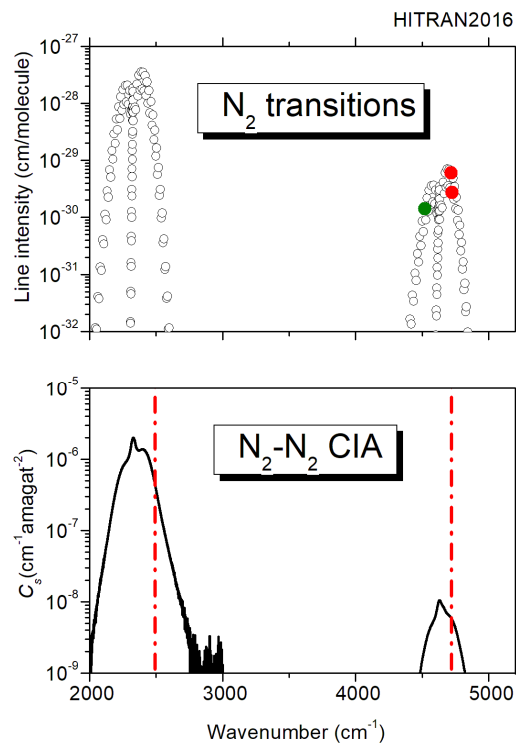 HITRAN2016
10⁻²⁷
10⁻²⁸
10⁻²⁹
10⁻³⁰
10⁻³¹
10⁻³²
Line intensity (cm/molecule)
N₂ transitions
10⁻⁵
10⁻⁶
10⁻⁷
10⁻⁸
10⁻⁹
Cₛ (cm⁻¹amagat⁻²)
N₂-N₂ CIA
2000 3000 4000 5000
Wavenumber (cm⁻¹)